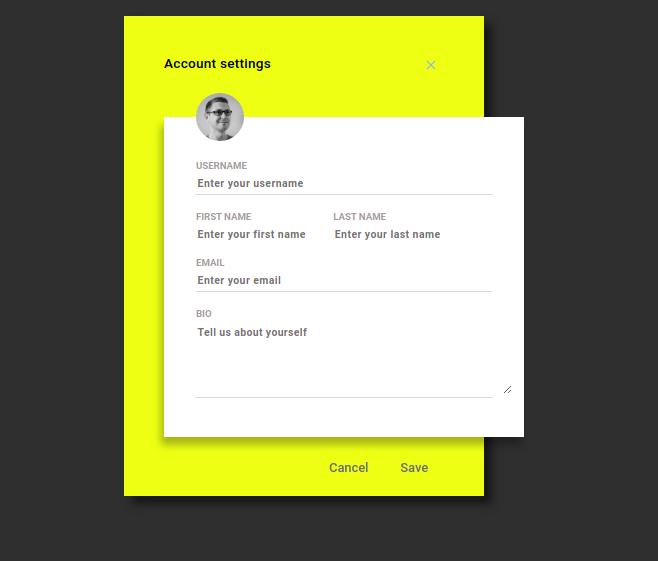 Account settings
USERNAME
Enter your username
FIRST NAME LAST NAME
Enter your first name Enter your last name
EMAIL
Enter your email
BIO
Tell us about yourself
Cancel Save